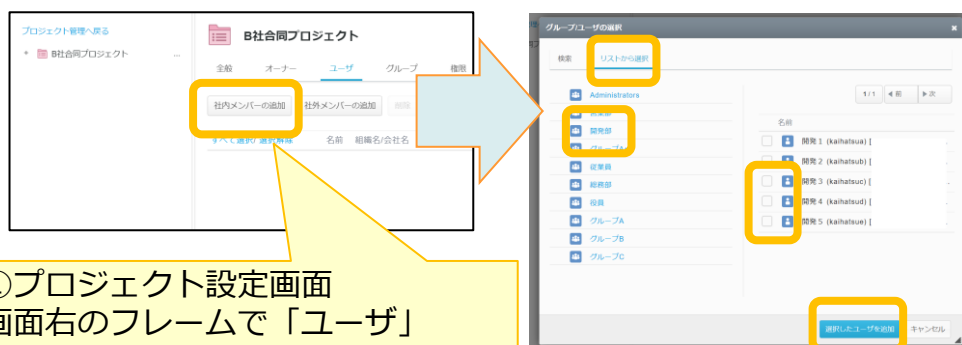 プロジェクト管理へ戻る
B社合同プロジェクト
...
B社合同プロジェクト
全般 オーナー ユーザ グループ 権限
社内メンバーの追加 社外メンバーの追加 削除
すべて選択/選択解除 名前 組織名/会社名
①プロジェクト設定画面
画面右のフレームで「ユーザ」
グループ/ユーザの選択
検索 リストから選択
Administrators
開発部
従業員
総務部
役員
グループA
グループB
グループC
1/1 前 次
名前
開発1 (kaihatsua) [
開発2 (kaihatsub) [
開発3 (kaihatsuc) [
開発4 (kaihatsud) [
開発5 (kaihatsue) [
選択したユーザを追加 キャンセル